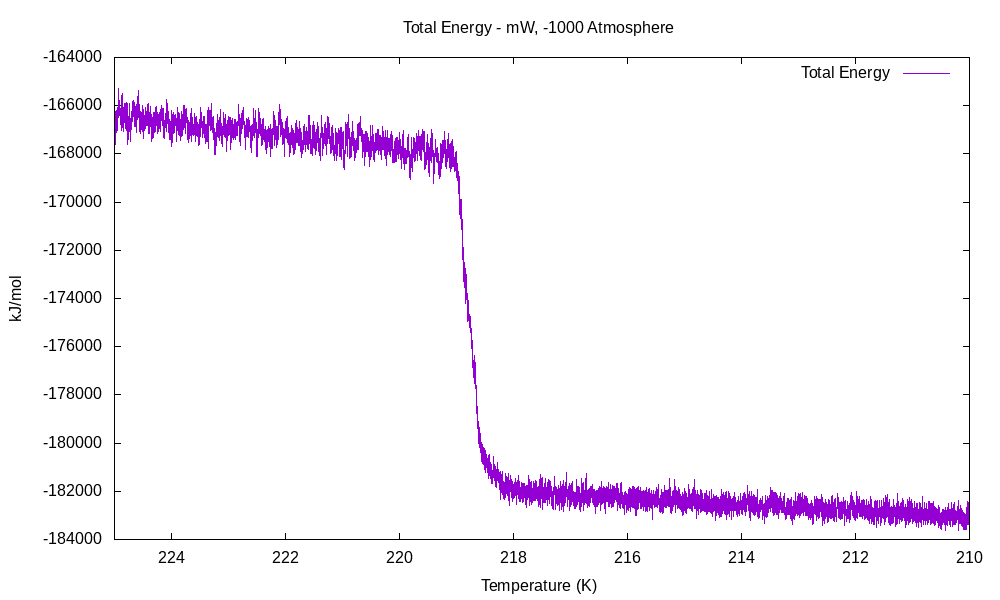 Total Energy - mW, -1000 Atmosphere
Total Energy
-164000
-166000
-168000
-170000
-172000
-174000
-176000
-178000
-180000
-182000
-184000
kJ/mol
224 222 220 218 216 214 212 210
Temperature (K)